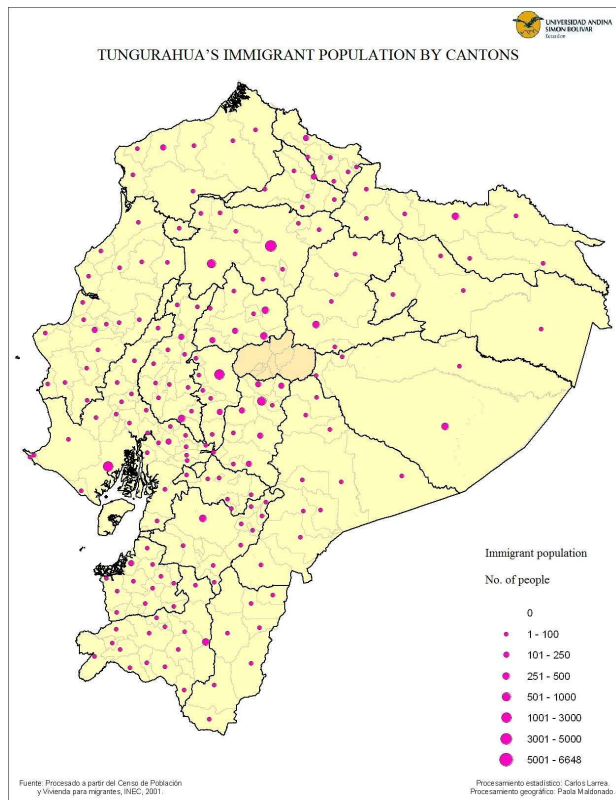 UNIVERSIDAD ANDINA
SIMON BOLIVAR
Ecuador
TUNGURAHUA'S IMMIGRANT POPULATION BY CANTONS
Immigrant population
No. of people
0
1 - 100
101 - 250
251 - 500
501 - 1000
1001 - 3000
3001 - 5000
5001 - 6648
Fuente: Procesado a partir del Censo de Población
y Vivienda para migrantes, INEC, 2001.
Procesamiento estadístico: Carlos Larrea.
Procesamiento geográfico: Paola Maldonado.